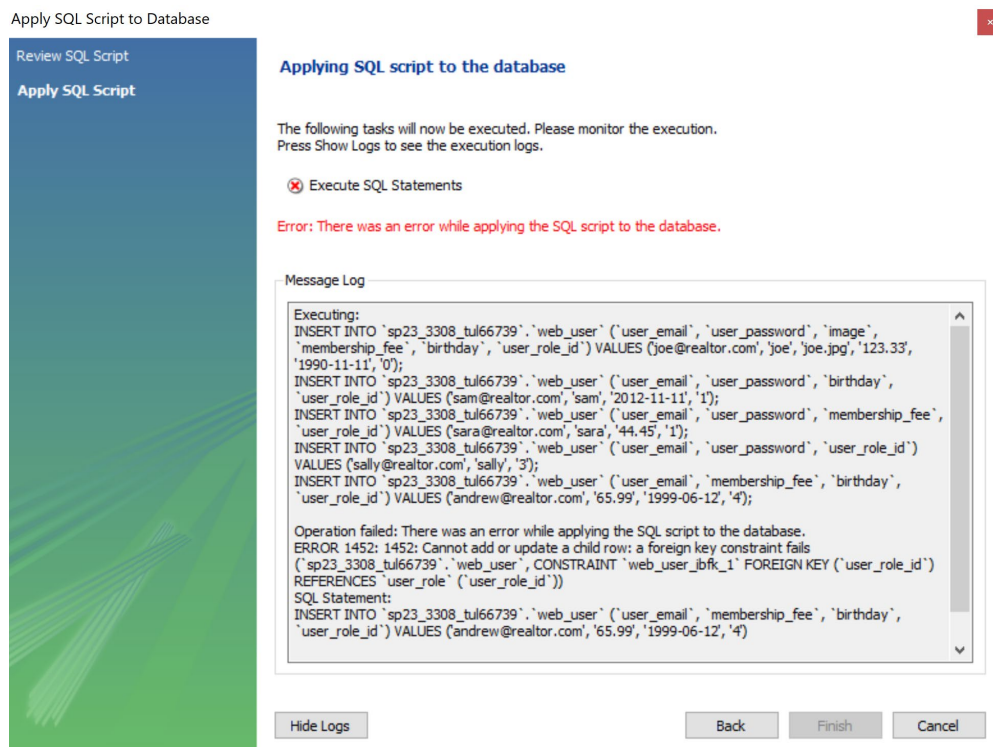 Apply SQL Script to Database
×
Review SQL Script
Apply SQL Script
Applying SQL script to the database
The following tasks will now be executed. Please monitor the execution.
Press Show Logs to see the execution logs.
Execute SQL Statements
Error: There was an error while applying the SQL script to the database.
Message Log
Executing:
INSERT INTO `sp23_3308_tul66739`.`web_user` (`user_email`, `user_password`, `image`,
`membership_fee`, `birthday`, `user_role_id`) VALUES ('joe@realtor.com', 'joe', 'joe.jpg', '123.33',
'1990-11-11', '0');
INSERT INTO `sp23_3308_tul66739`.`web_user` (`user_email`, `user_password`, `birthday`,
`user_role_id`) VALUES ('sam@realtor.com', 'sam', '2012-11-11', '1');
INSERT INTO `sp23_3308_tul66739`.`web_user` (`user_email`, `user_password`, `membership_fee`,
`user_role_id`) VALUES ('sara@realtor.com', 'sara', '44.45', '1');
INSERT INTO `sp23_3308_tul66739`.`web_user` (`user_email`, `user_password`, `user_role_id`)
VALUES ('sally@realtor.com', 'sally', '3');
INSERT INTO `sp23_3308_tul66739`.`web_user` (`user_email`, `membership_fee`, `birthday`,
`user_role_id`) VALUES ('andrew@realtor.com', '65.99', '1999-06-12', '4');
Operation failed: There was an error while applying the SQL script to the database.
ERROR 1452: 1452: Cannot add or update a child row: a foreign key constraint fails
(`sp23_3308_tul66739`.`web_user`, CONSTRAINT `web_user_ibfk_1` FOREIGN KEY (`user_role_id`)
REFERENCES `user_role` (`user_role_id`))
SQL Statement:
INSERT INTO `sp23_3308_tul66739`.`web_user` (`user_email`, `membership_fee`, `birthday`,
`user_role_id`) VALUES ('andrew@realtor.com', '65.99', '1999-06-12', '4')
Hide Logs
Back
Finish
Cancel